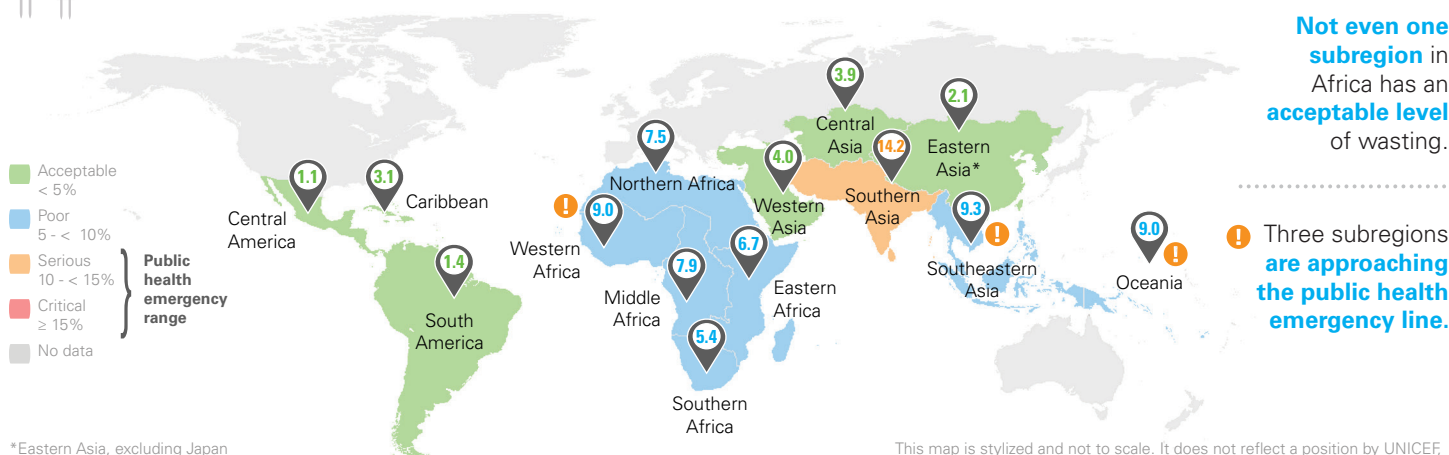 Not even one
subregion in
Africa has an
acceptable level
of wasting.
! Three subregions
are approaching
the public health
emergency line.
Acceptable
< 5%
Poor
5 - < 10%
Serious
10 - < 15%
Critical
≥ 15%
No data
Public
health
emergency
range
1.1
Central
America
3.1
Caribbean
1.4
South
America
7.5
Northern Africa
!
9.0
Western
Africa
7.9
Middle
Africa
6.7
Eastern
Africa
5.4
Southern
Africa
4.0
Western
Asia
3.9
Central
Asia
14.2
Southern
Asia
2.1
Eastern
Asia*
9.3
!
Southeastern
Asia
9.0
!
Oceania
*Eastern Asia, excluding Japan
This map is stylized and not to scale. It does not reflect a position by UNICEF,